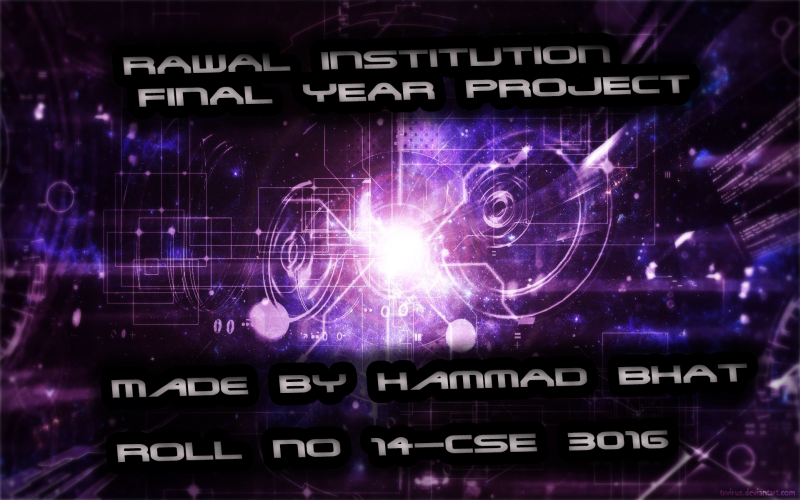 RAWAL INSTITUTION
FINAL YEAR PROJECT
MADE BY HAMMAD BHAT
ROLL NO 14-CSE 3016